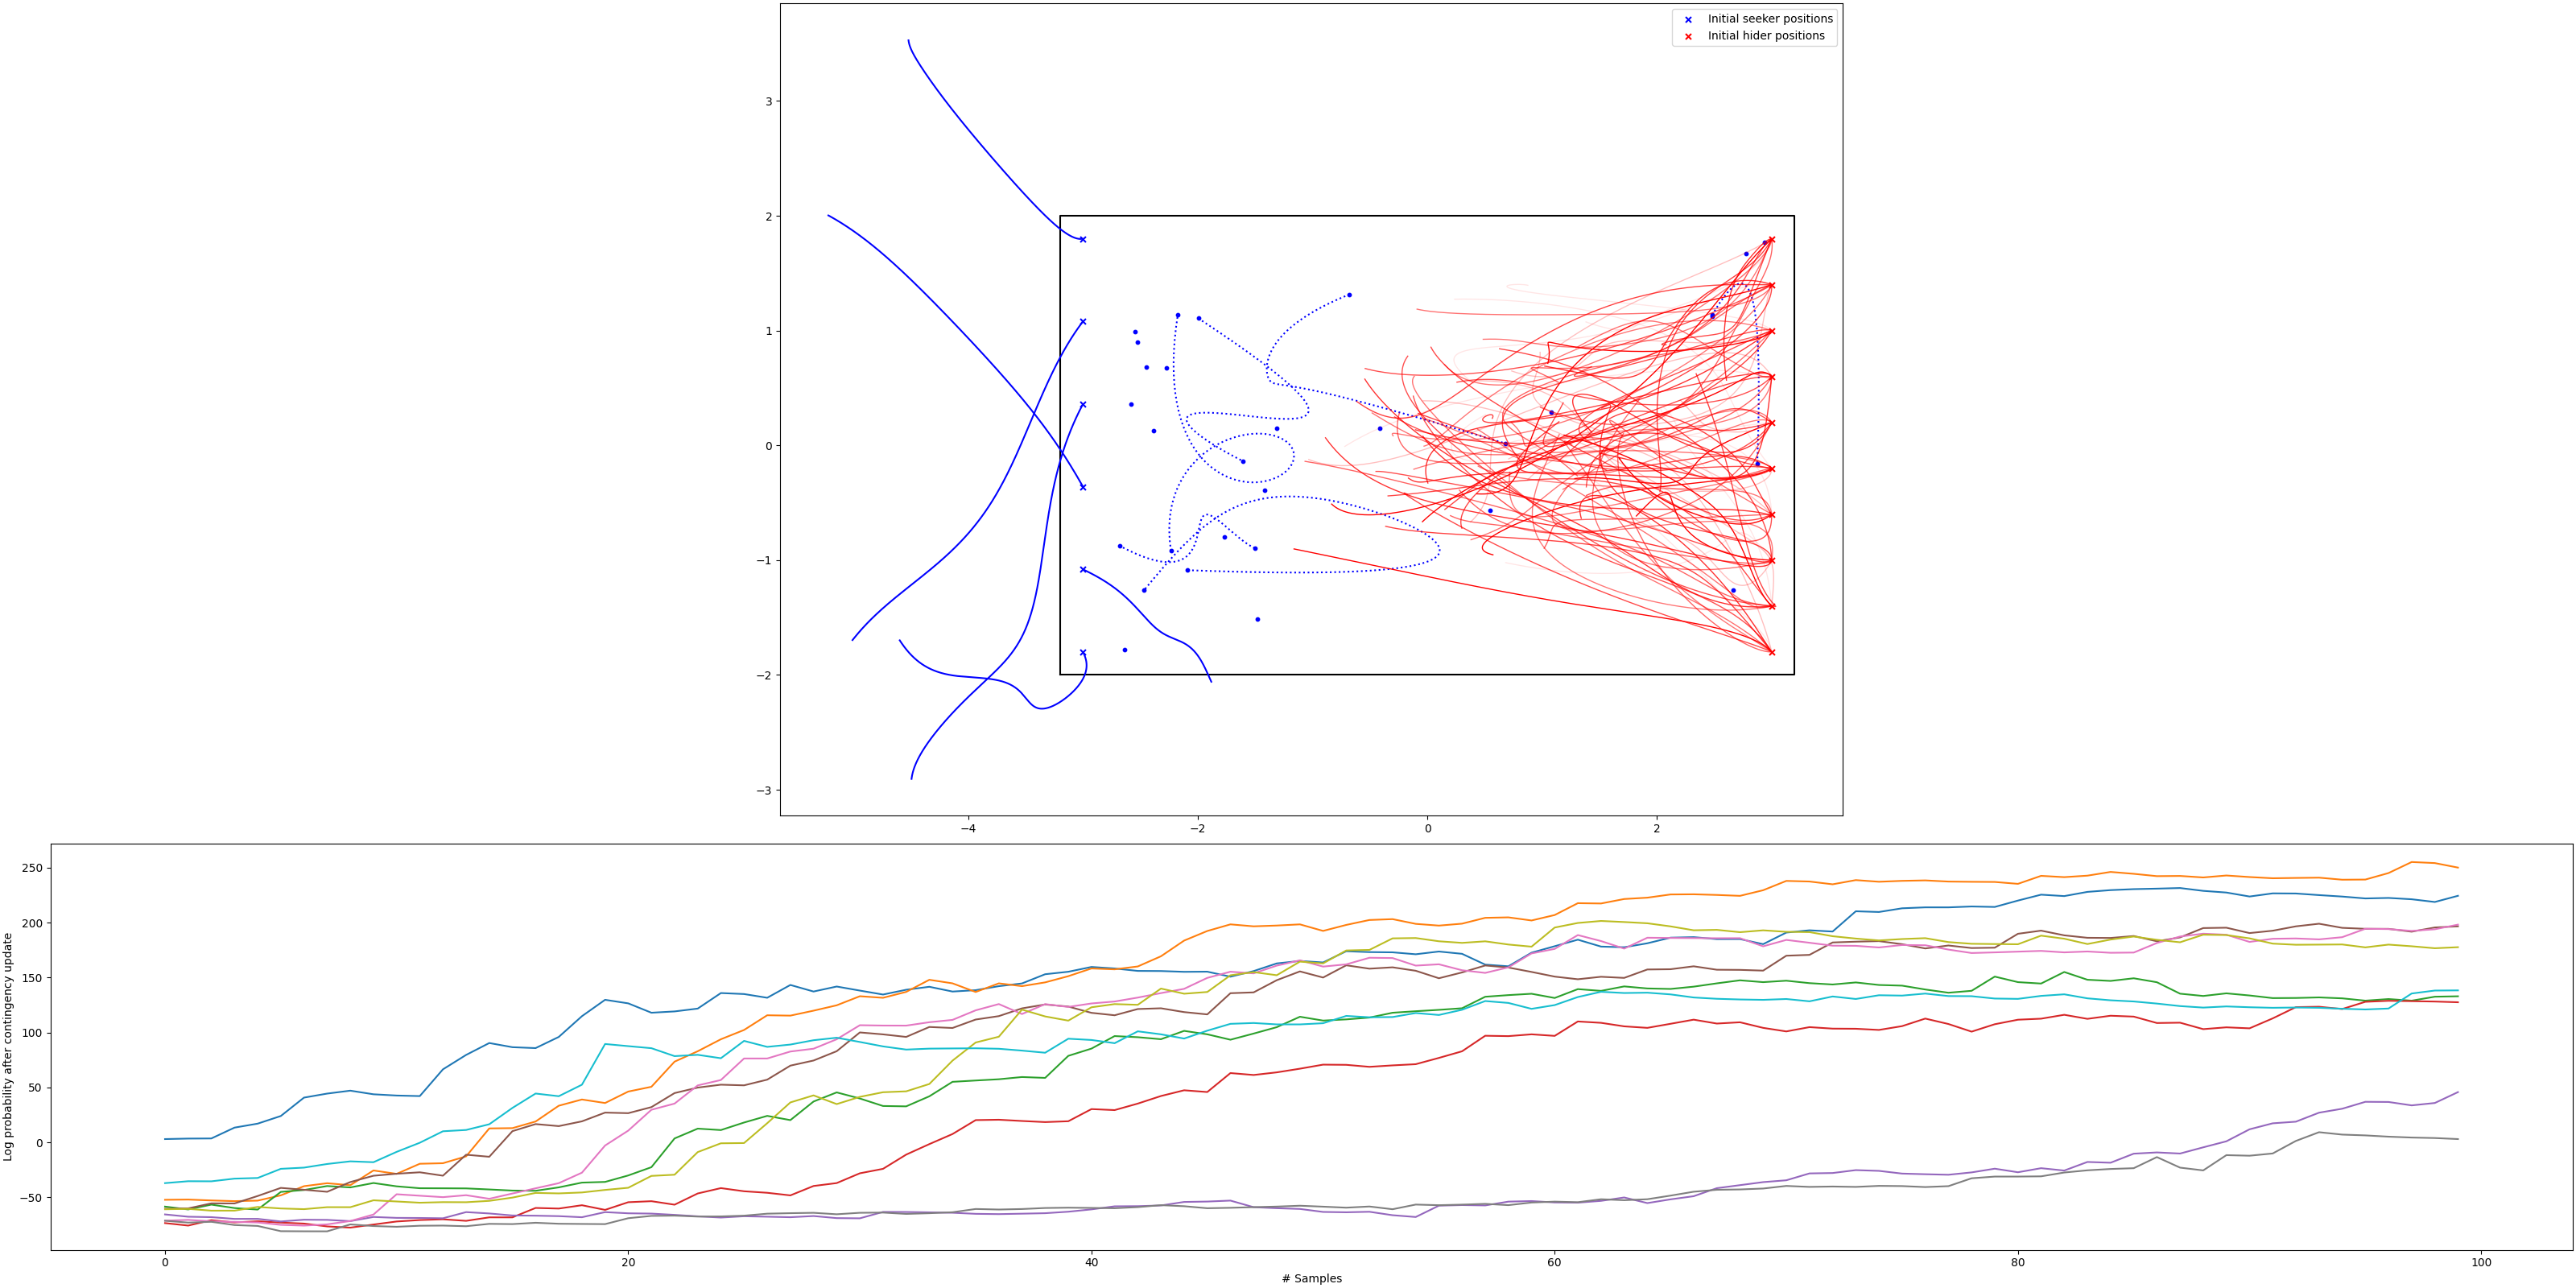 Initial seeker positions
Initial hider positions
3
2
1
0
−1
−2
−3
−4 −2 0 2
250
200
150
100
50
0
−50
Log probability after contingency update
0 20 40 60 80 100
# Samples